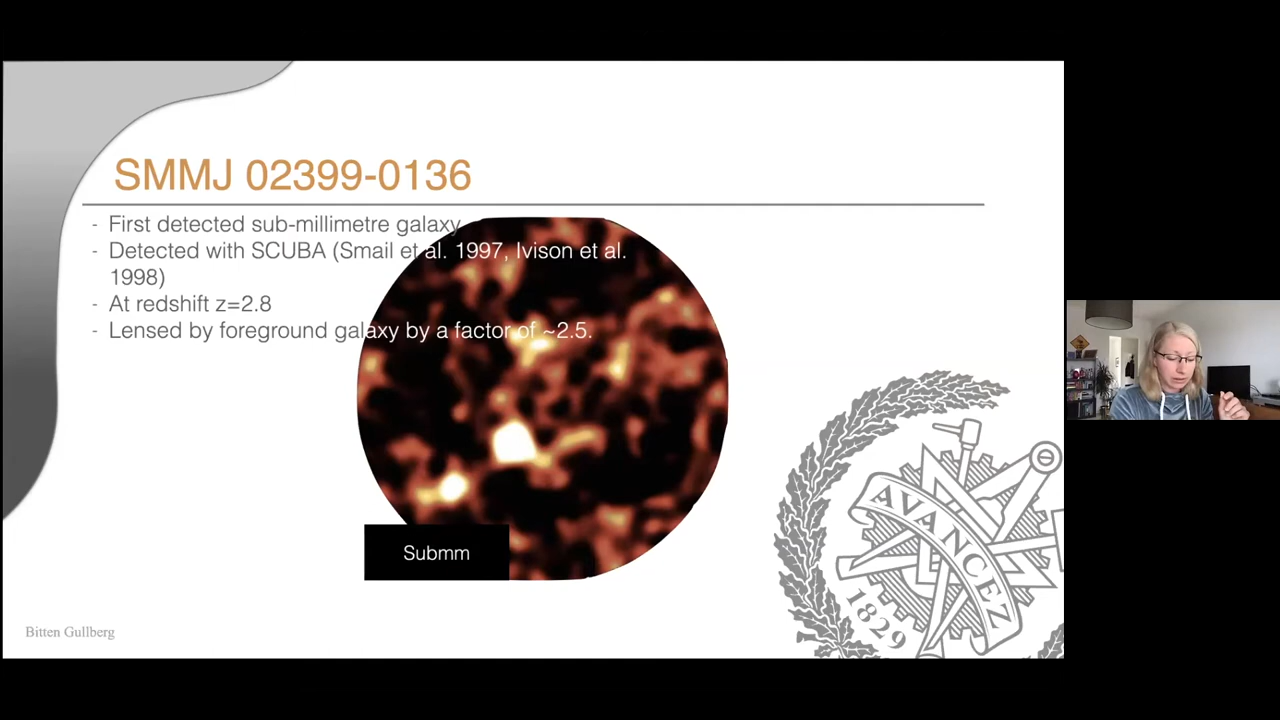 SMMJ 02399-0136
- First detected sub-millimetre galaxy
- Detected with SCUBA (Smail et al. 1997, Ivison et al.
1998)
- At redshift z=2.8
- Lensed by foreground galaxy by a factor of ~2.5.
Submm
AVANCEZ
1829
Bitten Gullberg